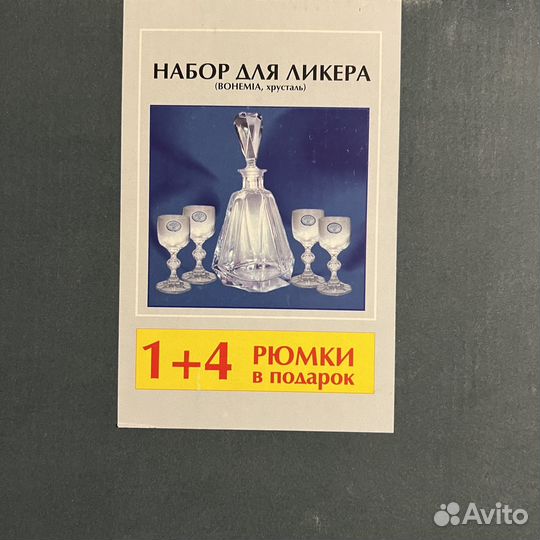 НАБОР ДЛЯ ЛИКЕРА
(BOHEMIA, хрусталь)
1+4 РЮМКИ
в подарок
Avito